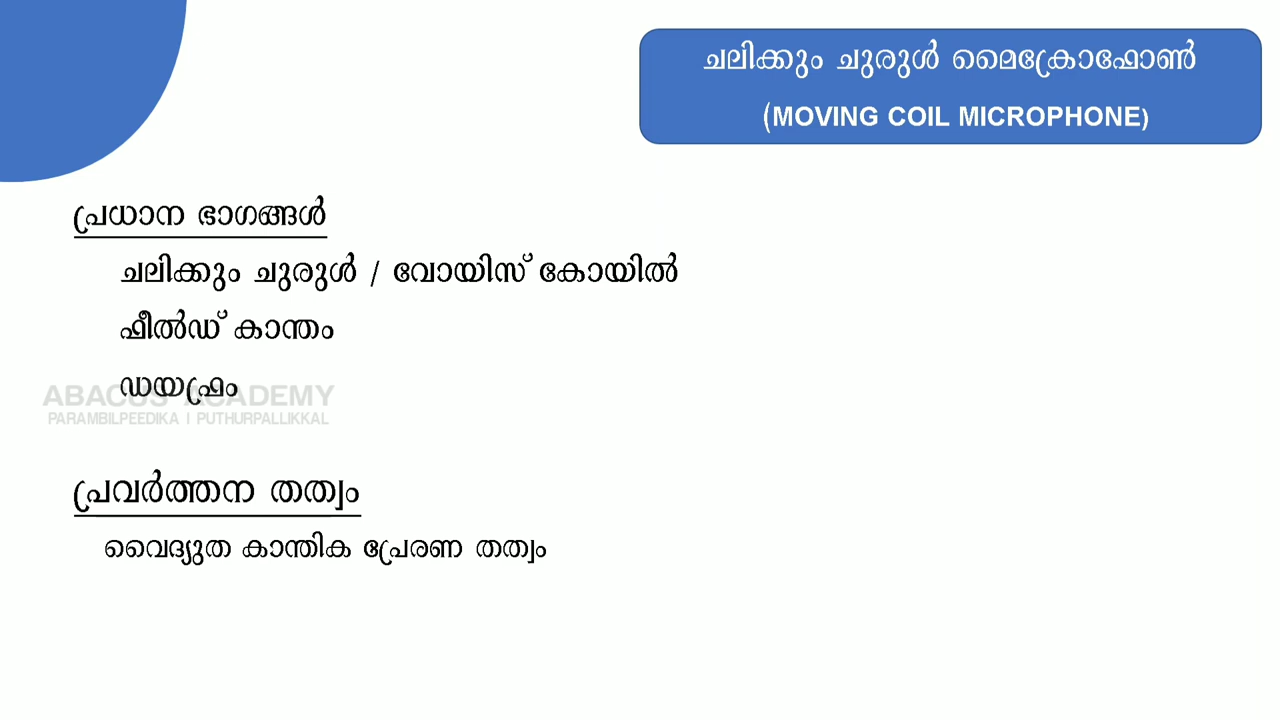 ചലിക്കും ചുരുൾ മൈക്രോഫോൺ
(MOVING COIL MICROPHONE)
പ്രധാന ഭാഗങ്ങൾ
ചലിക്കും ചുരുൾ / വോയിസ് കോയിൽ
ഫീൽഡ് കാന്തം
ഡയഫ്രം
ABACUS ACADEMY
PARAMBILPEEDIKA I PUTHURPALLIKKAL
പ്രവർത്തന തത്വം
വൈദ്യുത കാന്തിക പ്രേരണ തത്വം